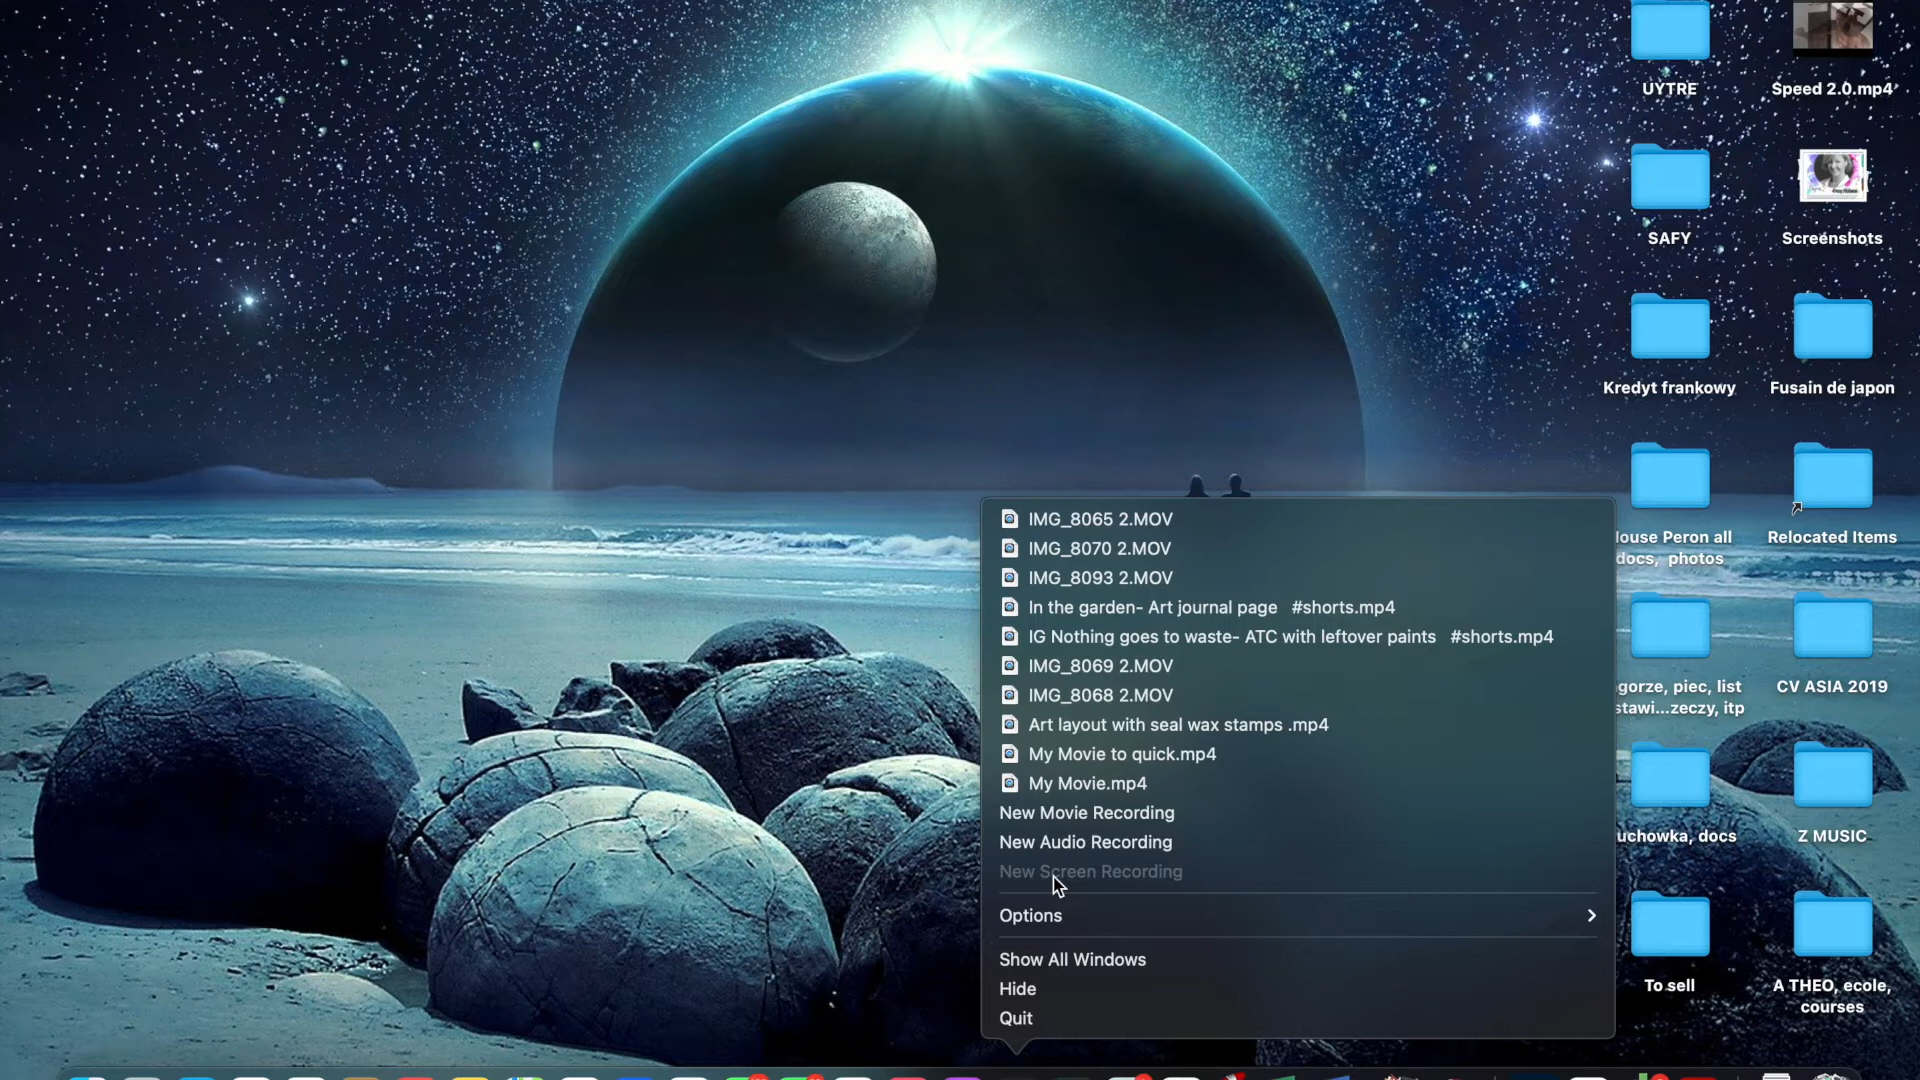 UYTRE
Speed 2.0.mp4
SAFY
Screenshots
Kredyt frankowy
Fusain de japon
IMG_8065 2.MOV
IMG_8070 2.MOV
IMG_8093 2.MOV
In the garden- Art journal page #shorts.mp4
IG Nothing goes to waste- ATC with leftover paints #shorts.mp4
IMG_8069 2.MOV
IMG_8068 2.MOV
Art layout with seal wax stamps .mp4
My Movie to quick.mp4
My Movie.mp4
New Movie Recording
New Audio Recording
New Screen Recording
Options
Show All Windows
Hide
Quit
ouse Peron all
docs, photos
Relocated Items
gorze, piec, list
stawi...zeczy, itp
CV ASIA 2019
uchowka, docs
Z MUSIC
To sell
A THEO, ecole,
courses